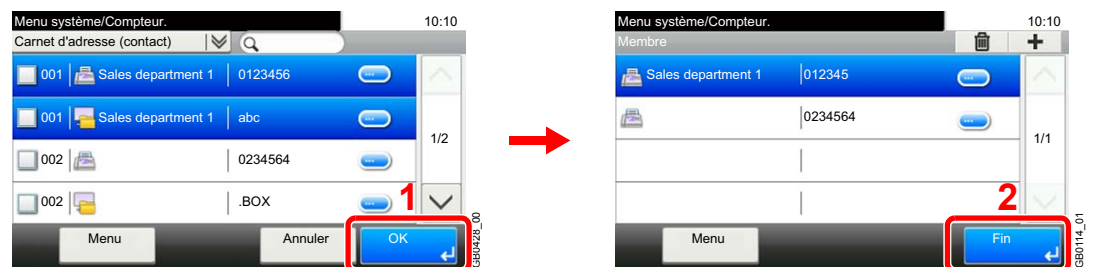 Menu système/Compteur. 10:10
Carnet d'adresse (contact)
001 Sales department 1 0123456
001 Sales department 1 abc
1/2
002 0234564
002 .BOX
1
Menu Annuler OK
GB0428_00
Menu système/Compteur. 10:10
Membre
Sales department 1 012345
0234564
1/1
2
Menu Fin
GB0114_01